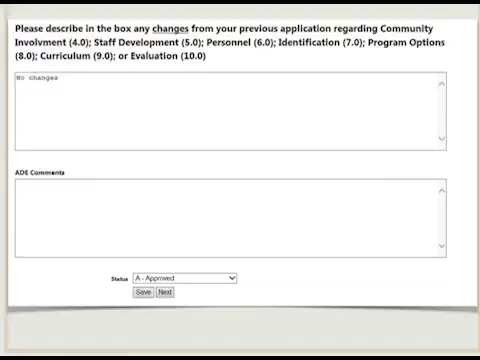 Please describe in the box any changes from your previous application regarding Community
Involvment (4.0); Staff Development (5.0); Personnel (6.0); Identification (7.0); Program Options
(8.0); Curriculum (9.0); or Evaluation (10.0)
No changes
ADE Comments
Status A - Approved
Save Next